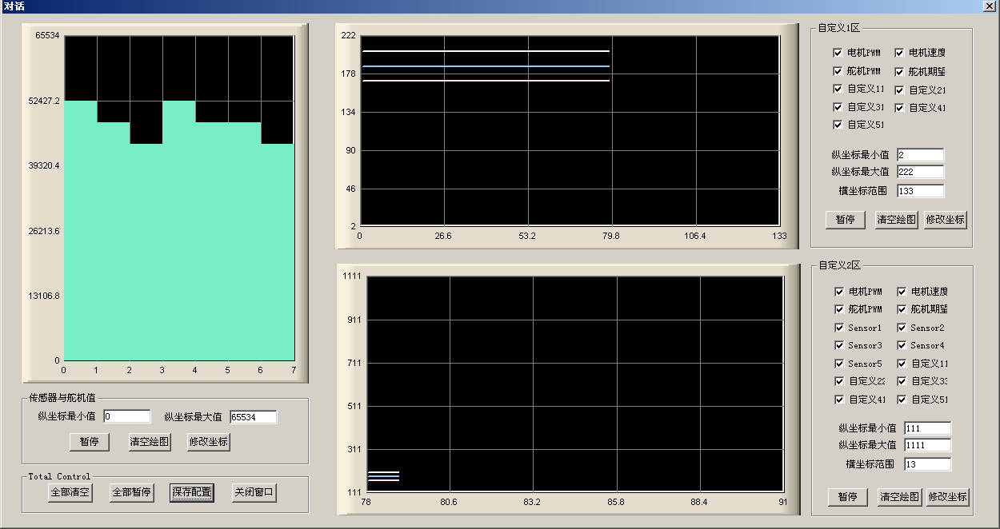 对话
65534
52427.2
39320.4
26213.6
13106.8
0
0 1 2 3 4 5 6 7
传感器与舵机值
纵坐标最小值 0 纵坐标最大值 65534
暂停 清空绘图 修改坐标
Total Control
全部清空 全部暂停 保存配置 关闭窗口
222
178
134
90
46
2
0 26.6 53.2 79.8 106.4 133
1111
911
711
511
311
111
78 80.6 83.2 85.8 88.4 91
自定义1区
电机PWM 电机速度
舵机PWM 舵机期望
自定义11 自定义21
自定义31 自定义41
自定义51
纵坐标最小值 2
纵坐标最大值 222
横坐标范围 133
暂停 清空绘图 修改坐标
自定义2区
电机PWM 电机速度
舵机PWM 舵机期望
Sensor1 Sensor2
Sensor3 Sensor4
Sensor5 自定义11
自定义22 自定义33
自定义41 自定义51
纵坐标最小值 111
纵坐标最大值 1111
横坐标范围 13
暂停 清空绘图 修改坐标